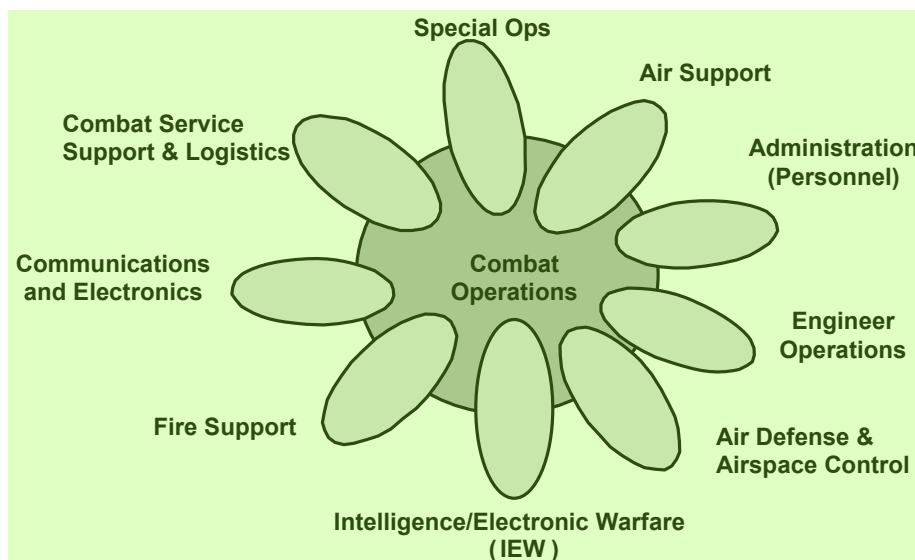 Special Ops
Air Support
Combat Service
Support & Logistics
Administration
(Personnel)
Communications
and Electronics
Combat
Operations
Engineer
Operations
Fire Support
Air Defense &
Airspace Control
Intelligence/Electronic Warfare
(IEW )